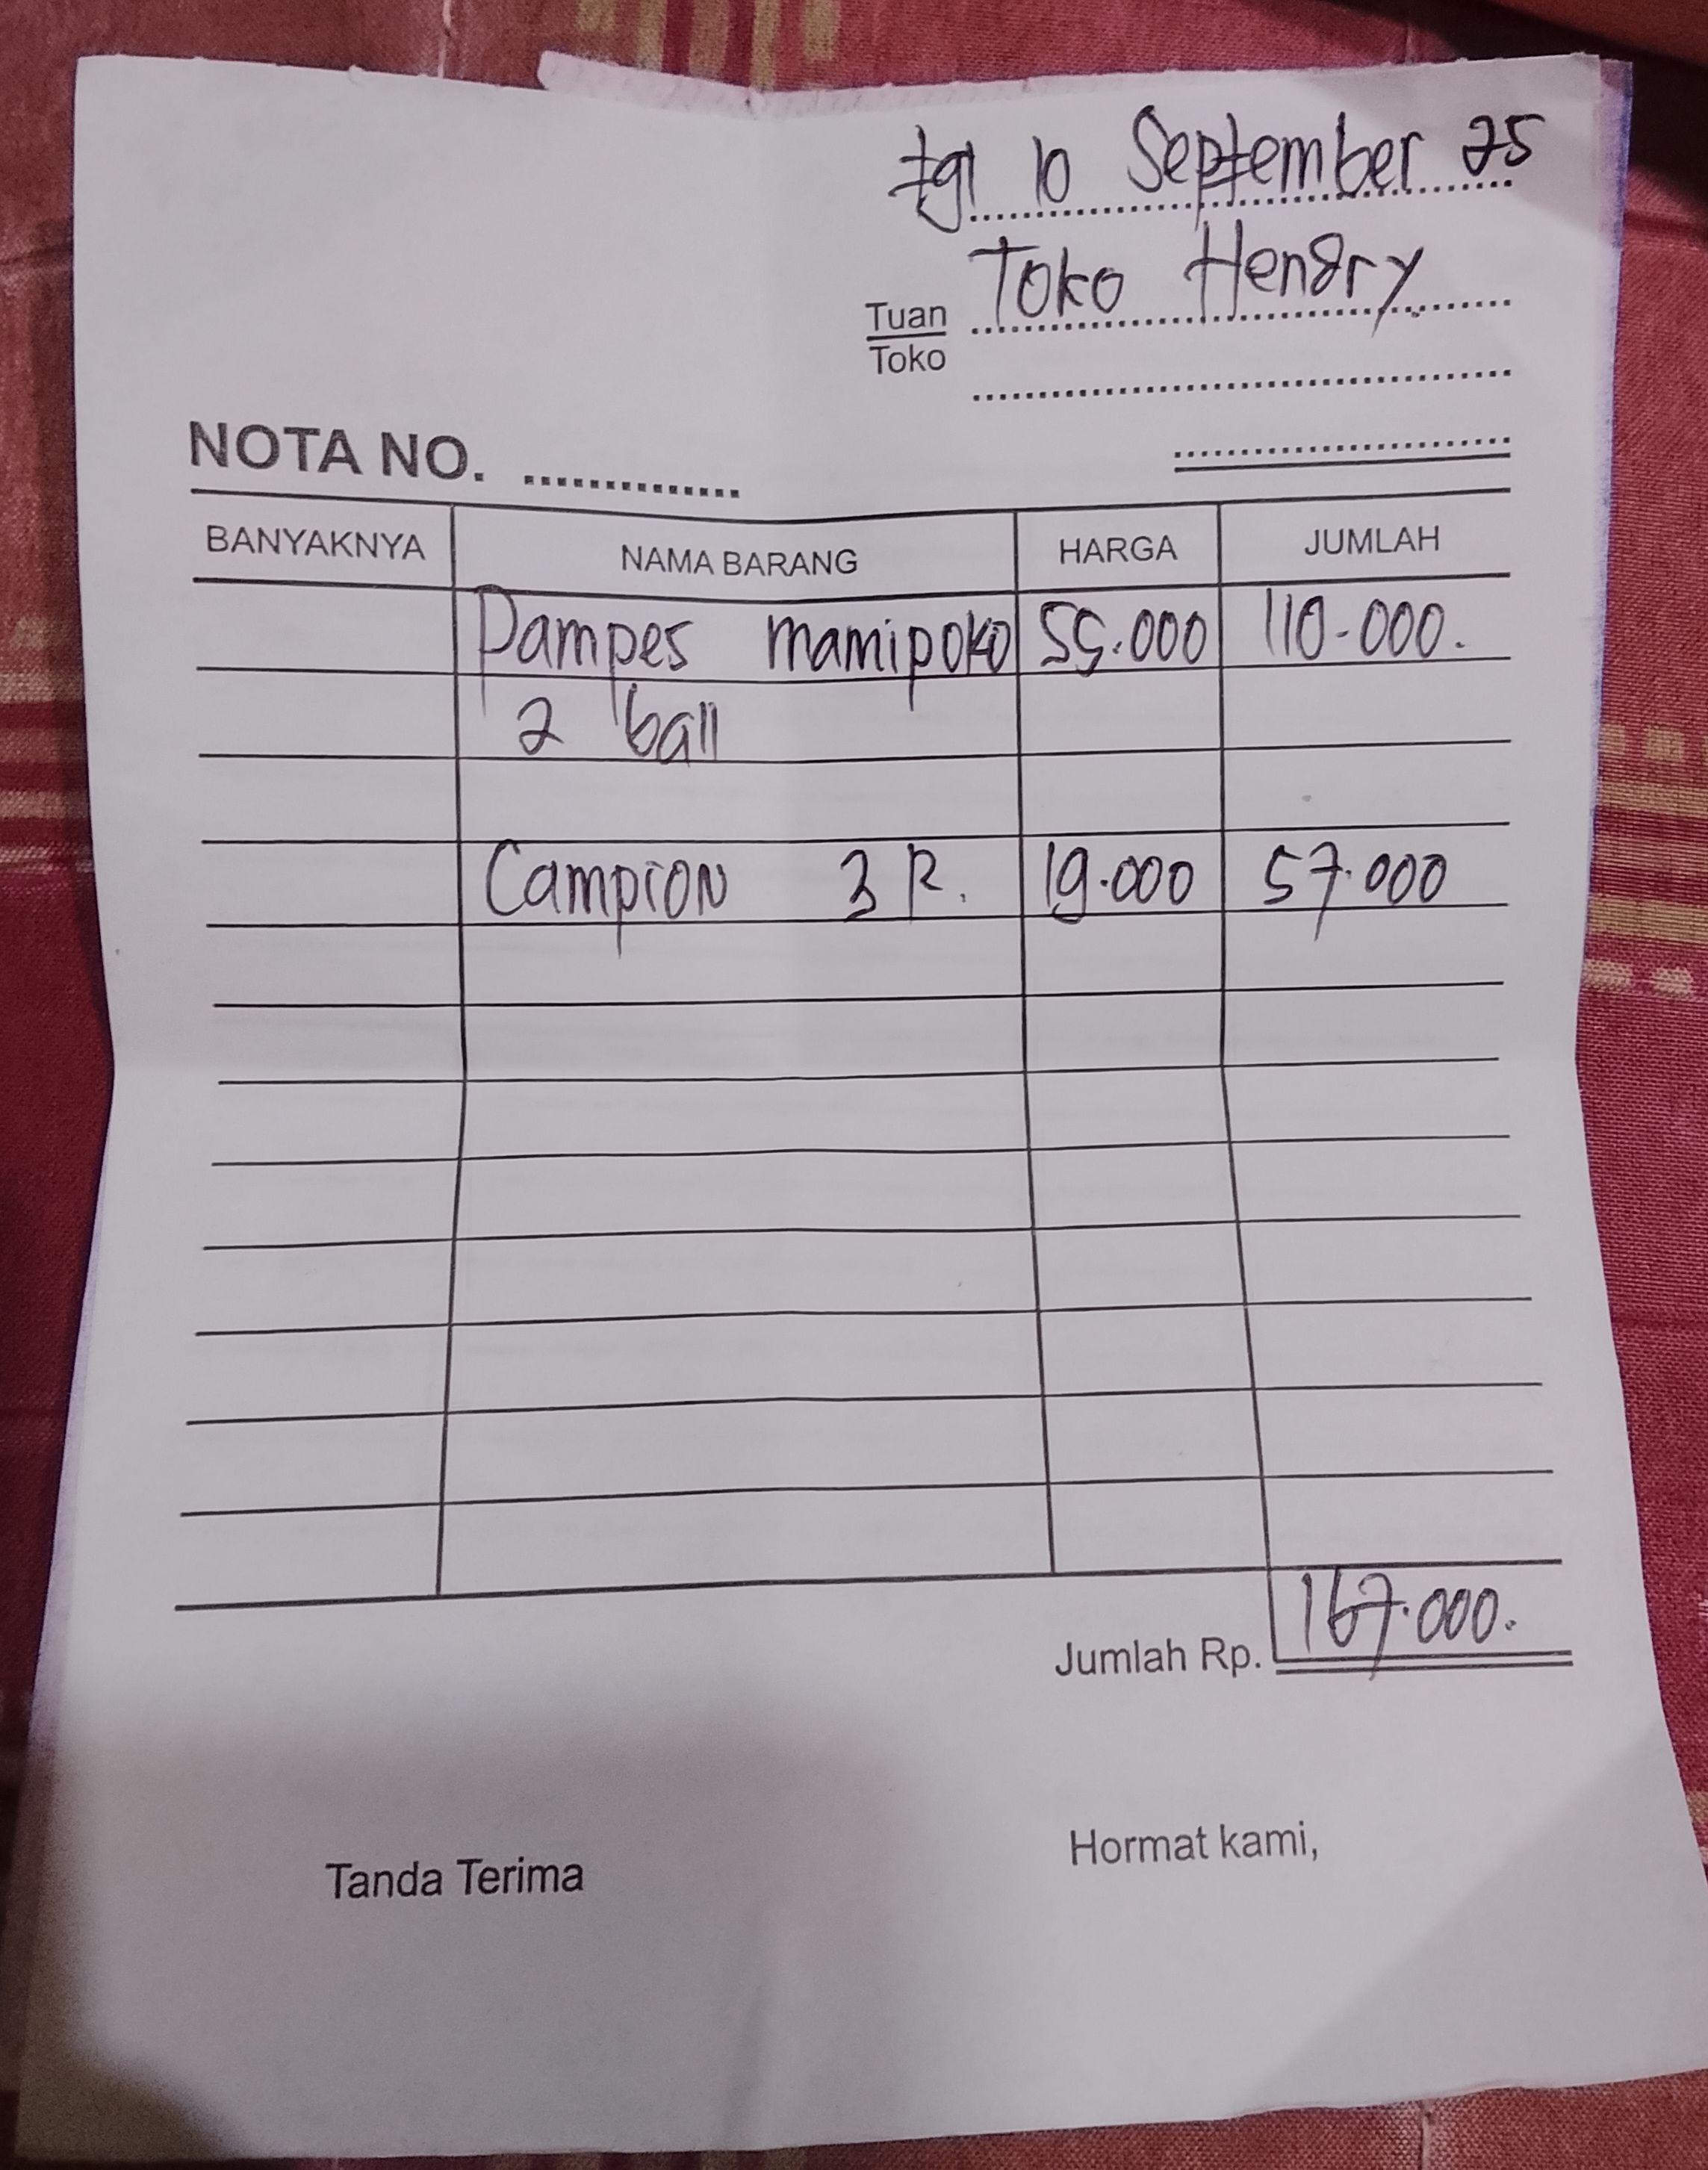 tgl 10 September 25
Toko Hendry
Tuan
Toko
NOTA NO.
BANYAKNYA NAMA BARANG HARGA JUMLAH
Pampes mamipoko 55.000 110.000.
2 ball
Campion 3 R. 19.000 57.000
Jumlah Rp. 167.000.
Tanda Terima Hormat kami,